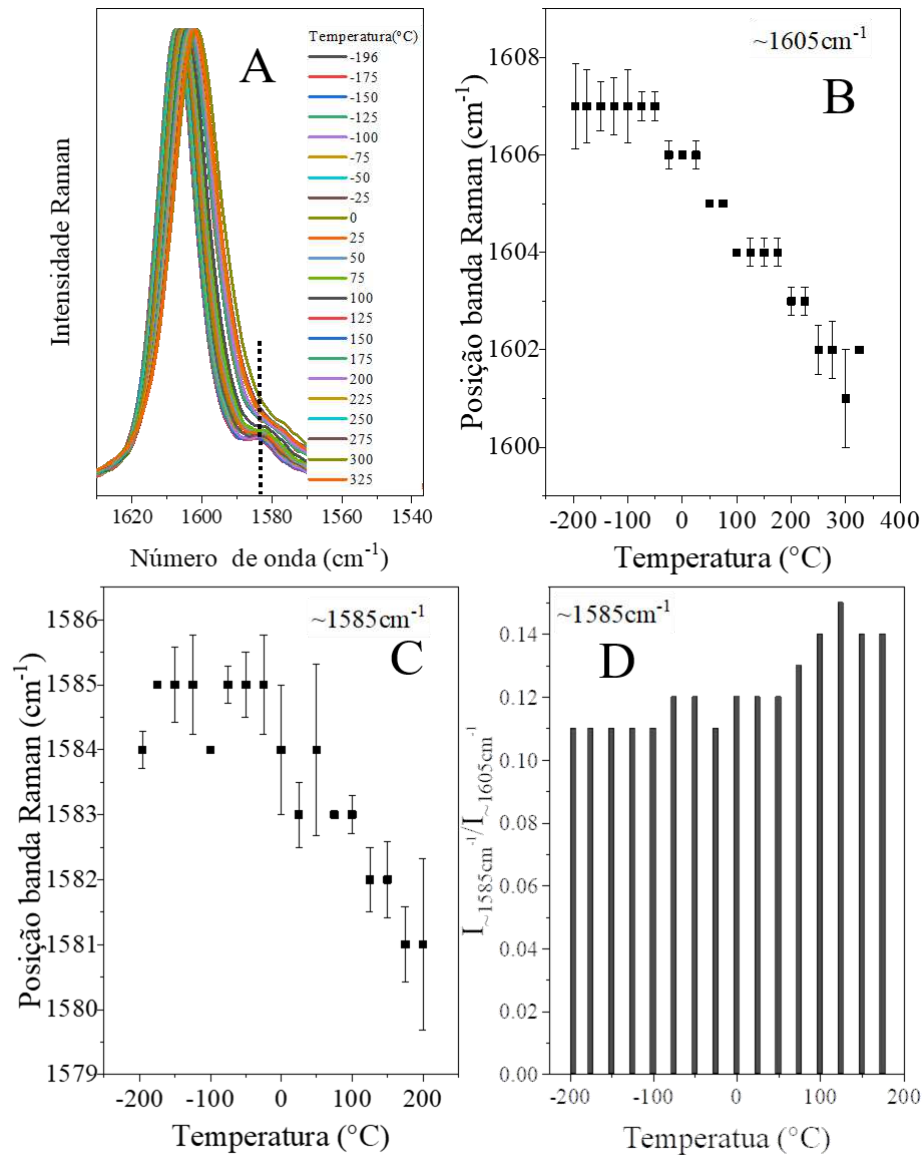 A
Intensidade Raman
Temperatura(°C)
-196
-175
-150
-125
-100
-75
-50
-25
0
25
50
75
100
125
150
175
200
225
250
275
300
325
1620 1600 1580 1560 1540
Número de onda (cm⁻¹)
~1605cm⁻¹
B
Posição banda Raman (cm⁻¹)
1608
1606
1604
1602
1600
-200 -100 0 100 200 300 400
Temperatura (°C)
~1585cm⁻¹
C
Posição banda Raman (cm⁻¹)
1586
1585
1584
1583
1582
1581
1580
1579
-200 -100 0 100 200
Temperatura (°C)
~1585cm⁻¹
D
I~1585cm⁻¹/I~1605cm⁻¹
0.14
0.12
0.10
0.08
0.06
0.04
0.02
0.00
-200 -100 0 100 200
Temperatua (°C)